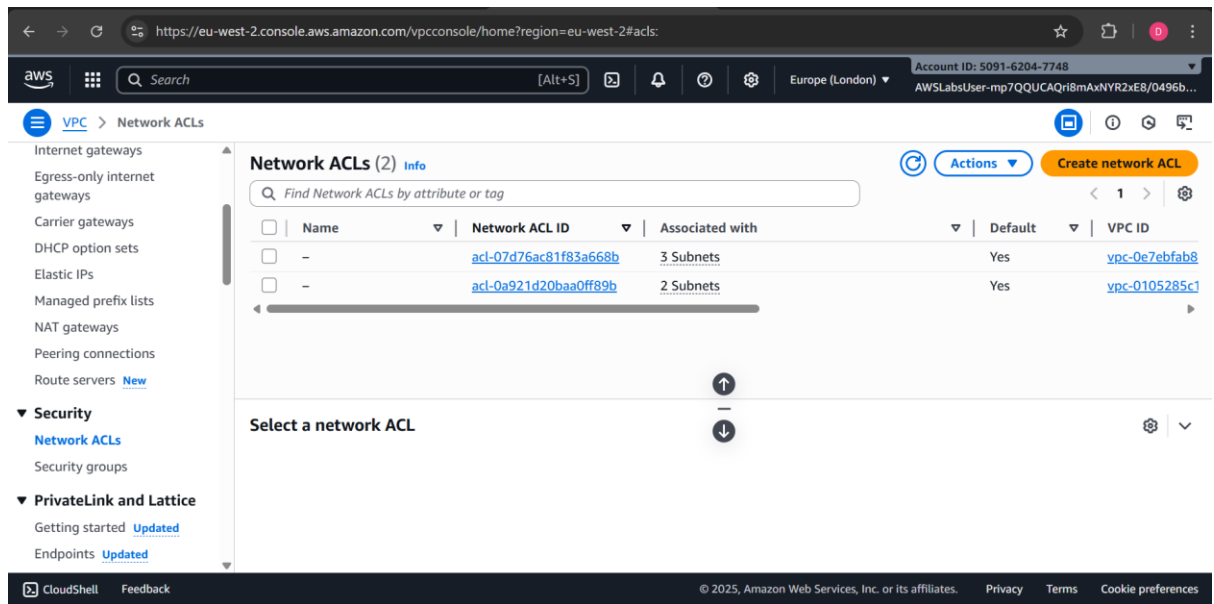 https://eu-west-2.console.aws.amazon.com/vpcconsole/home?region=eu-west-2#acls:
D
aws
Search
[Alt+S]
Europe (London)
Account ID: 5091-6204-7748
AWSLabsUser-mp7QQUCAQri8mAxNYR2xE8/0496b...
VPC > Network ACLs
Internet gateways
Egress-only internet
gateways
Carrier gateways
DHCP option sets
Elastic IPs
Managed prefix lists
NAT gateways
Peering connections
Route servers New
Security
Network ACLs
Security groups
PrivateLink and Lattice
Getting started Updated
Endpoints Updated
Network ACLs (2) Info
Actions
Create network ACL
Find Network ACLs by attribute or tag
1
Name Network ACL ID Associated with Default VPC ID
– acl-07d76ac81f83a668b 3 Subnets Yes vpc-0e7ebfab8
– acl-0a921d20baa0ff89b 2 Subnets Yes vpc-0105285c1
Select a network ACL
CloudShell Feedback © 2025, Amazon Web Services, Inc. or its affiliates. Privacy Terms Cookie preferences